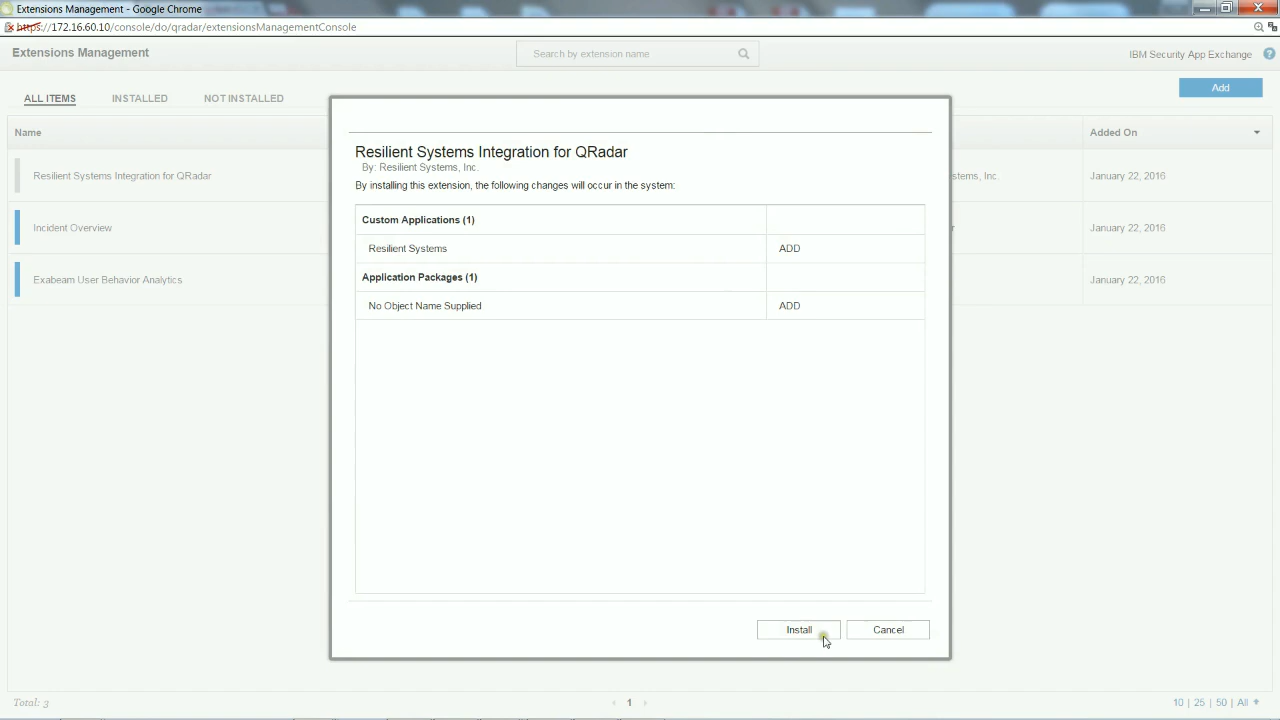 Extensions Management - Google Chrome
https://172.16.60.10/console/do/qradar/extensionsManagementConsole
Extensions Management
Search by extension name
IBM Security App Exchange
?
ALL ITEMS
INSTALLED
NOT INSTALLED
Add
Name
Added On
Resilient Systems Integration for QRadar
stems, Inc.
January 22, 2016
Incident Overview
r
January 22, 2016
Exabeam User Behavior Analytics
January 22, 2016
Resilient Systems Integration for QRadar
By: Resilient Systems, Inc.
By installing this extension, the following changes will occur in the system:
Custom Applications (1)
Resilient Systems
ADD
Application Packages (1)
No Object Name Supplied
ADD
Install
Cancel
Total: 3
‹ 1 ›
10 | 25 | 50 | All